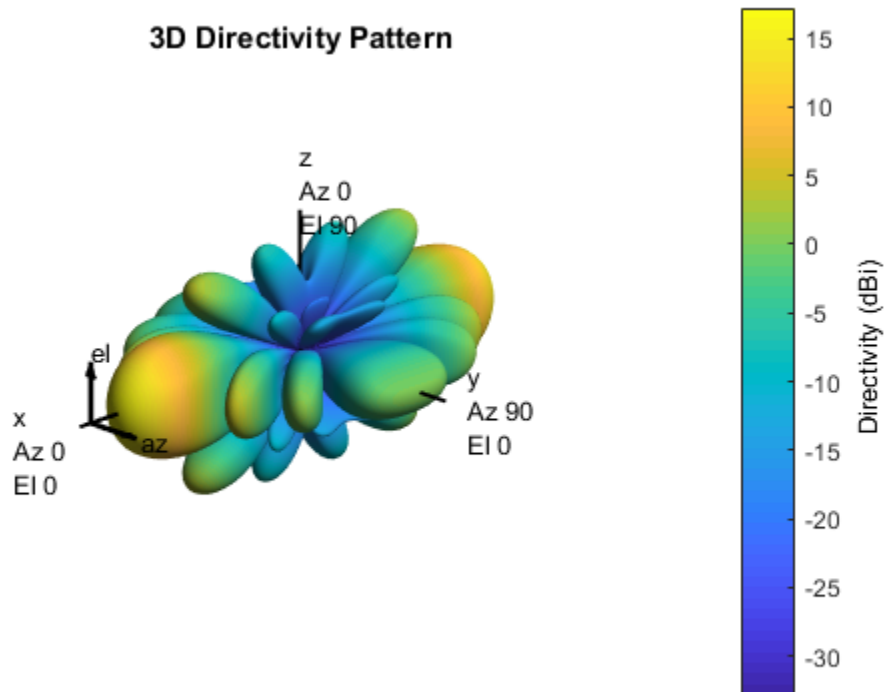 3D Directivity Pattern
z
Az 0
El 90
el
x
Az 0
El 0
az
y
Az 90
El 0
15
10
5
0
-5
-10
-15
-20
-25
-30
Directivity (dBi)